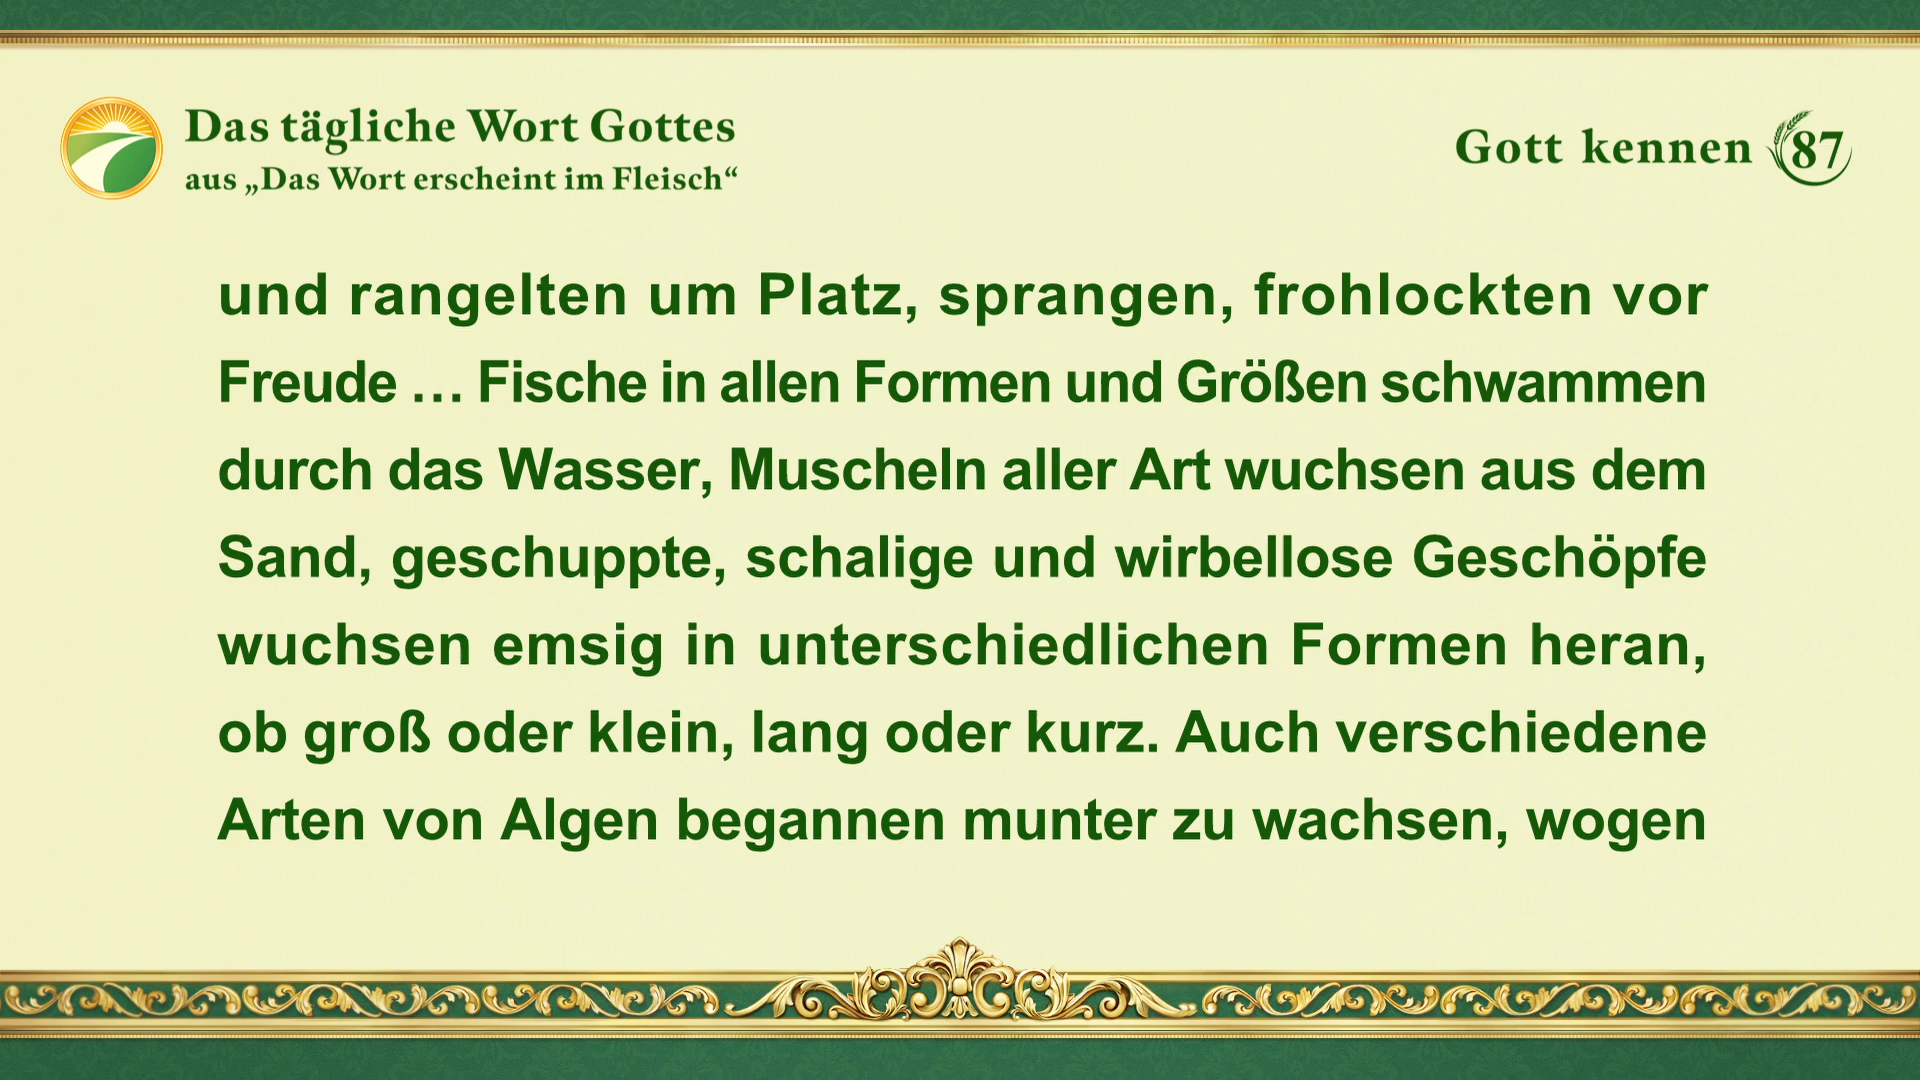 Das tägliche Wort Gottes
aus „Das Wort erscheint im Fleisch“
Gott kennen 87
und rangelten um Platz, sprangen, frohlockten vor
Freude … Fische in allen Formen und Größen schwammen
durch das Wasser, Muscheln aller Art wuchsen aus dem
Sand, geschuppte, schalige und wirbellose Geschöpfe
wuchsen emsig in unterschiedlichen Formen heran,
ob groß oder klein, lang oder kurz. Auch verschiedene
Arten von Algen begannen munter zu wachsen, wogen